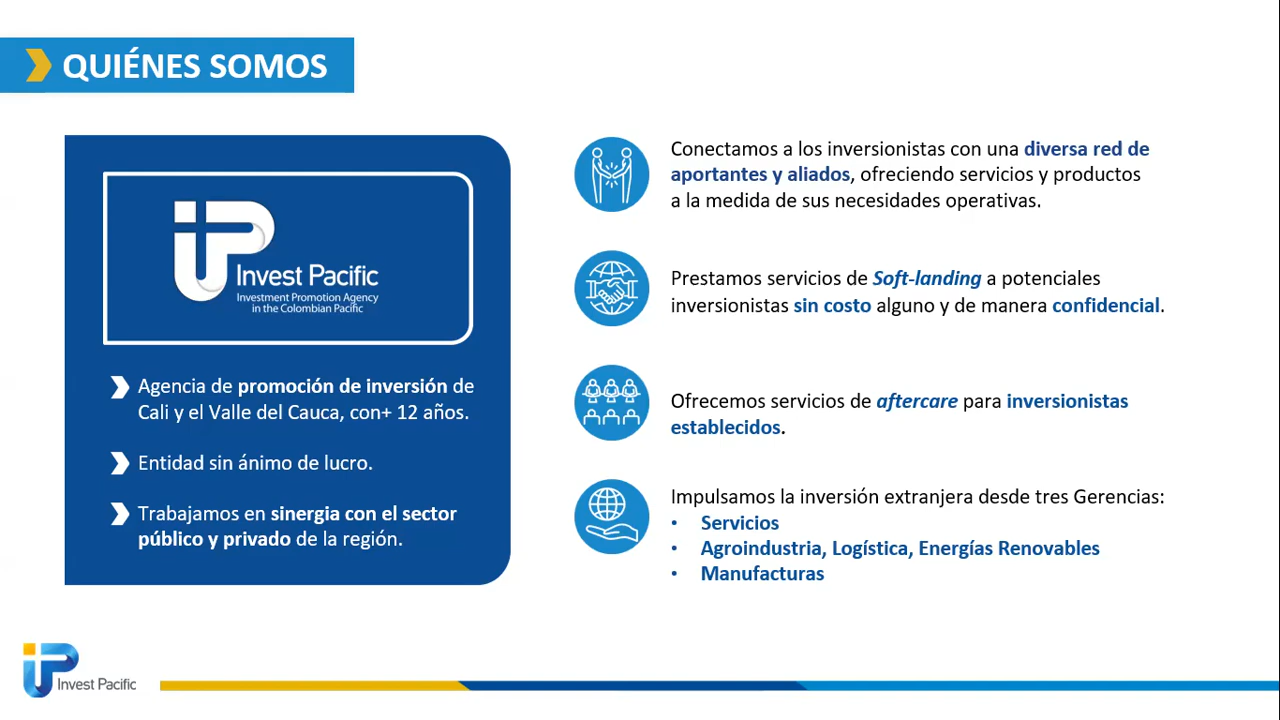 QUIÉNES SOMOS
iP
Invest Pacific
Investment Promotion Agency
in the Colombian Pacific
Agencia de promoción de inversión de
Cali y el Valle del Cauca, con+ 12 años.
Entidad sin ánimo de lucro.
Trabajamos en sinergia con el sector
público y privado de la región.
Conectamos a los inversionistas con una diversa red de
aportantes y aliados, ofreciendo servicios y productos
a la medida de sus necesidades operativas.
Prestamos servicios de Soft-landing a potenciales
inversionistas sin costo alguno y de manera confidencial.
Ofrecemos servicios de aftercare para inversionistas
establecidos.
Impulsamos la inversión extranjera desde tres Gerencias:
• Servicios
• Agroindustria, Logística, Energías Renovables
• Manufacturas
iP
Invest Pacific